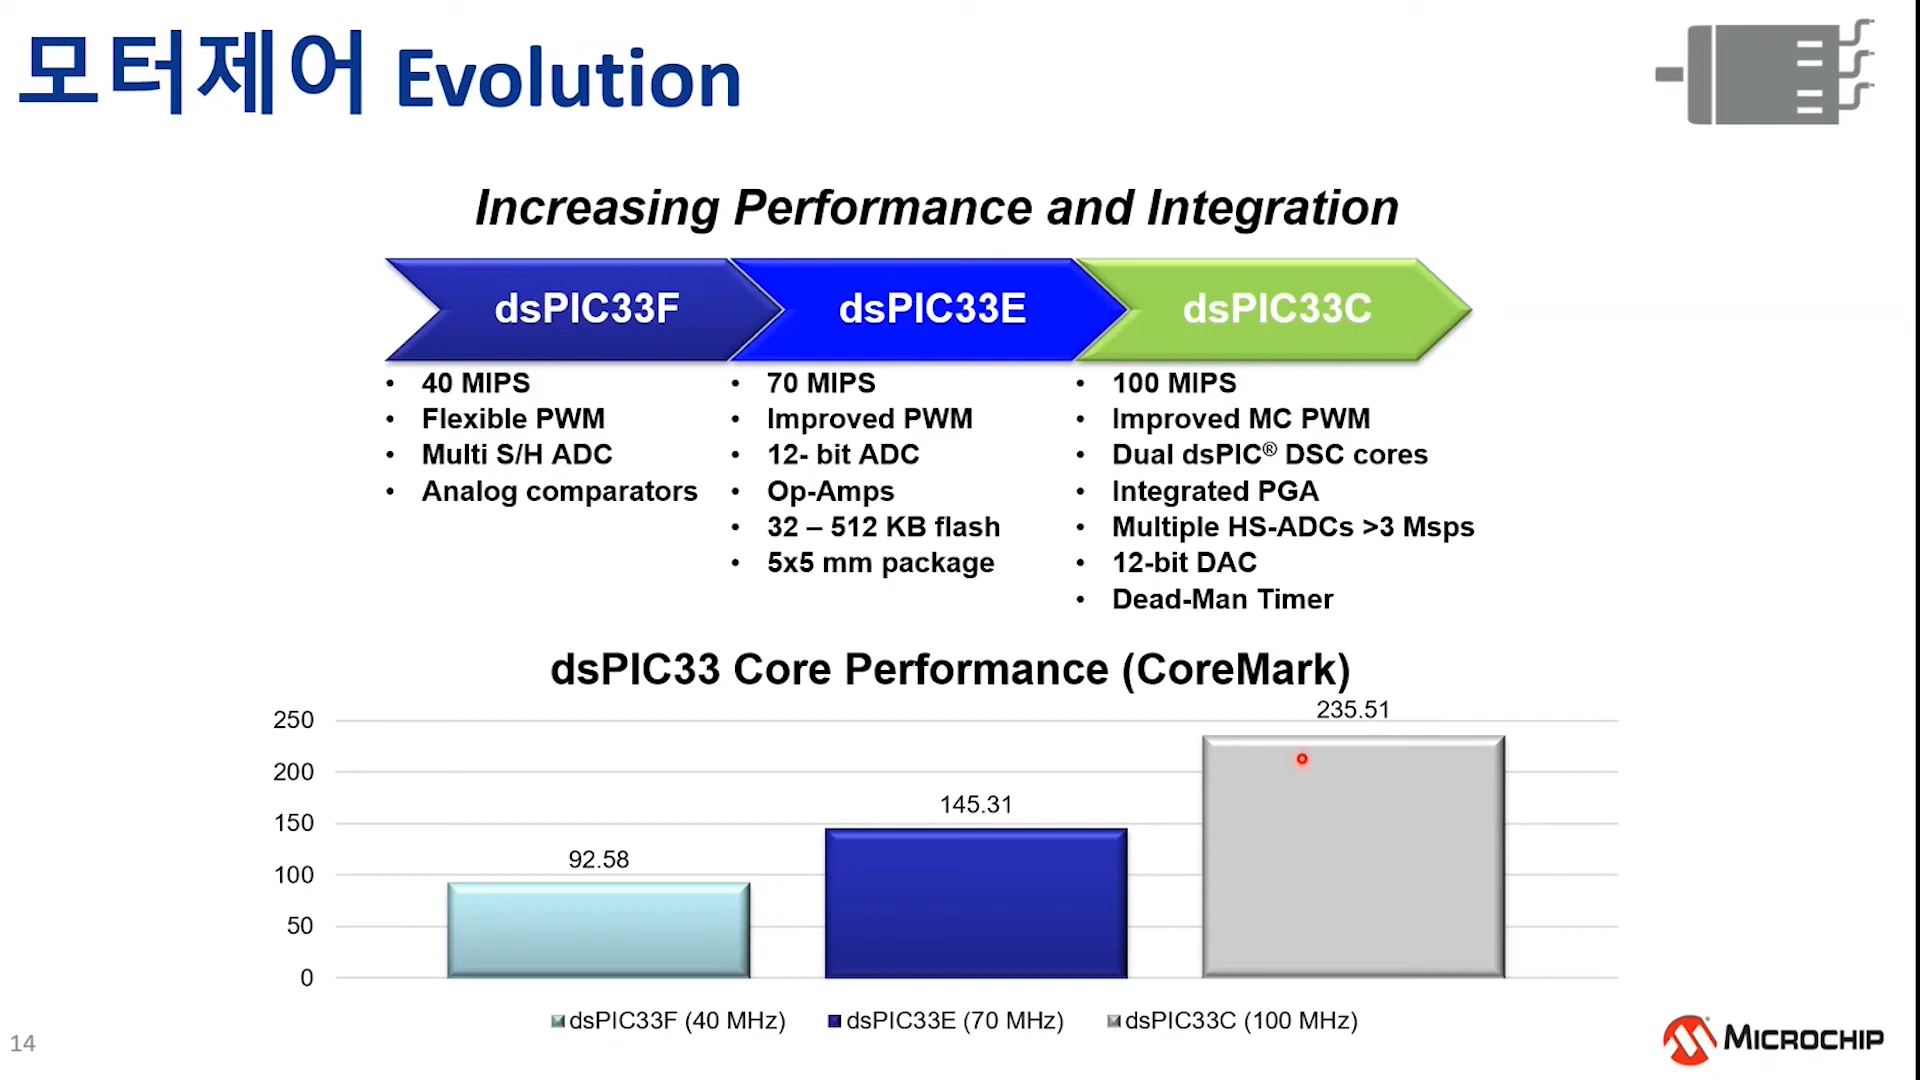 모터제어 Evolution
Increasing Performance and Integration
dsPIC33F
dsPIC33E
dsPIC33C
• 40 MIPS
• Flexible PWM
• Multi S/H ADC
• Analog comparators
• 70 MIPS
• Improved PWM
• 12- bit ADC
• Op-Amps
• 32 – 512 KB flash
• 5x5 mm package
• 100 MIPS
• Improved MC PWM
• Dual dsPIC® DSC cores
• Integrated PGA
• Multiple HS-ADCs >3 Msps
• 12-bit DAC
• Dead-Man Timer
dsPIC33 Core Performance (CoreMark)
250
200
150
100
50
0
92.58
145.31
235.51
dsPIC33F (40 MHz)
dsPIC33E (70 MHz)
dsPIC33C (100 MHz)
14
MICROCHIP